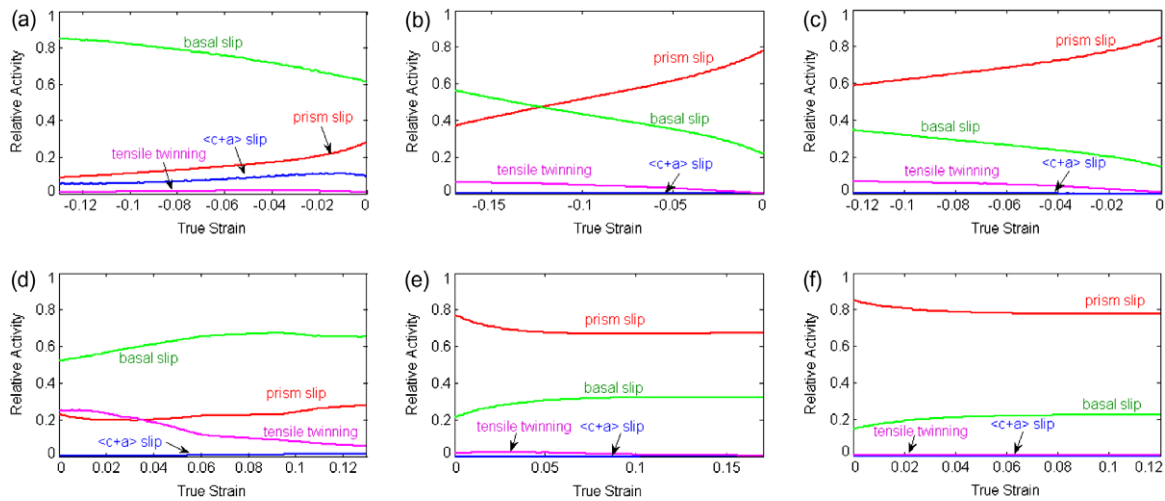 (a)
1
0.8
0.6
0.4
0.2
0
Relative Activity
basal slip
prism slip
<c+a> slip
tensile twinning
-0.12 -0.1 -0.08 -0.06 -0.04 -0.02 0
True Strain
(b)
1
0.8
0.6
0.4
0.2
0
Relative Activity
prism slip
basal slip
<c+a> slip
tensile twinning
-0.15 -0.1 -0.05 0
True Strain
(c)
1
0.8
0.6
0.4
0.2
0
Relative Activity
prism slip
basal slip
<c+a> slip
tensile twinning
-0.12 -0.1 -0.08 -0.06 -0.04 -0.02 0
True Strain
(d)
1
0.8
0.6
0.4
0.2
0
Relative Activity
basal slip
prism slip
tensile twinning
<c+a> slip
0 0.02 0.04 0.06 0.08 0.1 0.12
True Strain
(e)
1
0.8
0.6
0.4
0.2
0
Relative Activity
prism slip
basal slip
tensile twinning
<c+a> slip
0 0.05 0.1 0.15
True Strain
(f)
1
0.8
0.6
0.4
0.2
0
Relative Activity
prism slip
basal slip
tensile twinning
<c+a> slip
0 0.02 0.04 0.06 0.08 0.1 0.12
True Strain